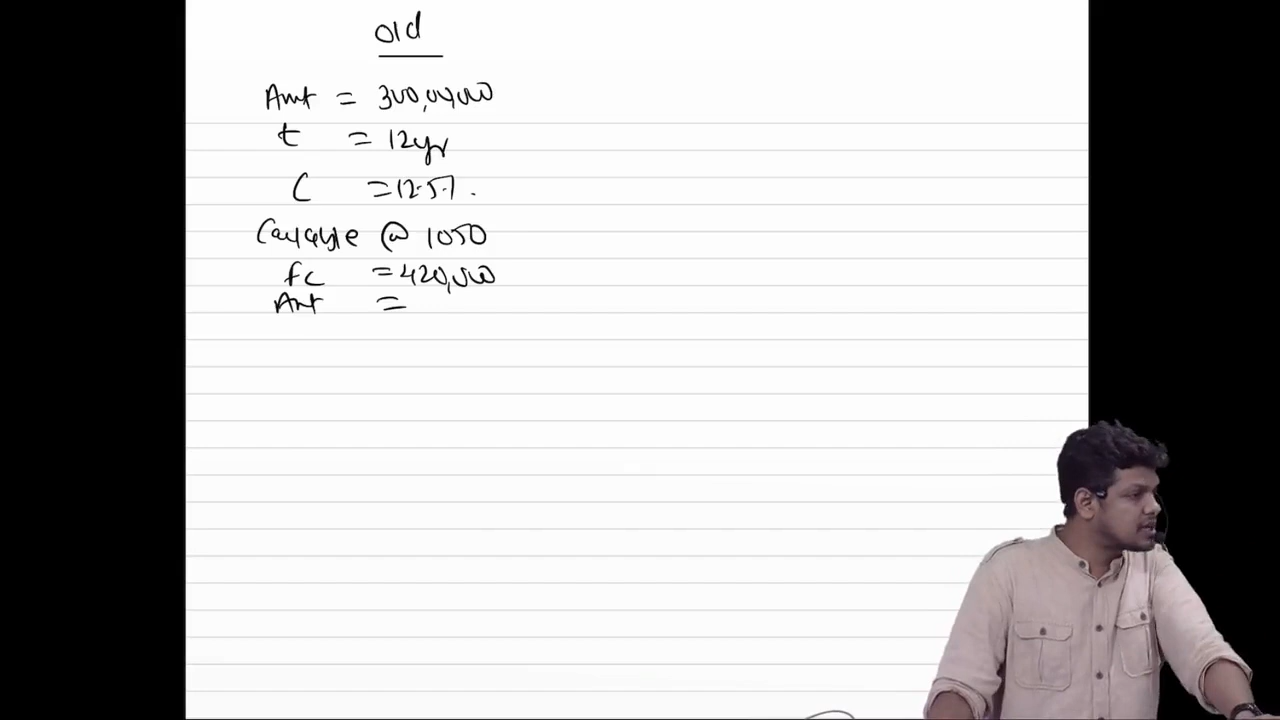 Old
Amt = 300,00,000
t = 12yr
C = 12.5%.
Callable @ 1050
fc = 420,000
Amt =